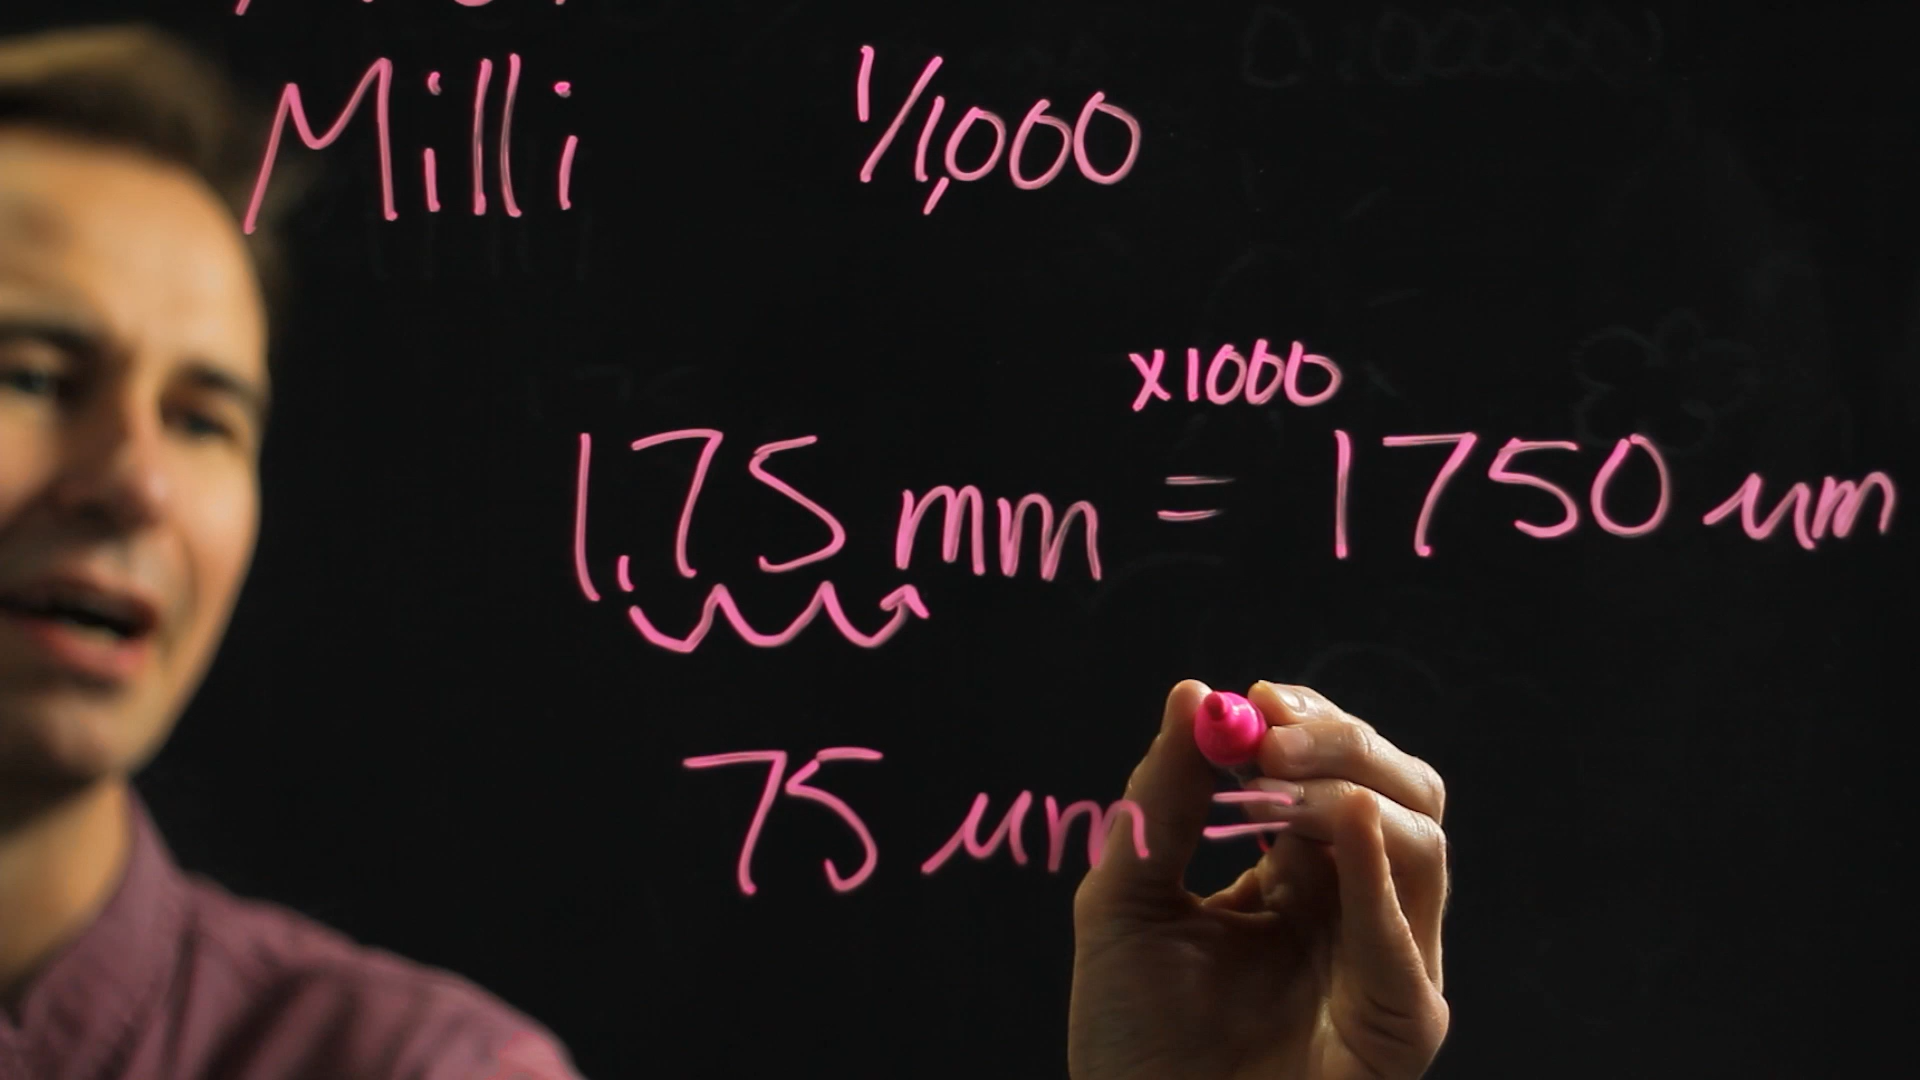 Milli 1/1,000
x1000
1.75 mm = 1750 um
75 um =